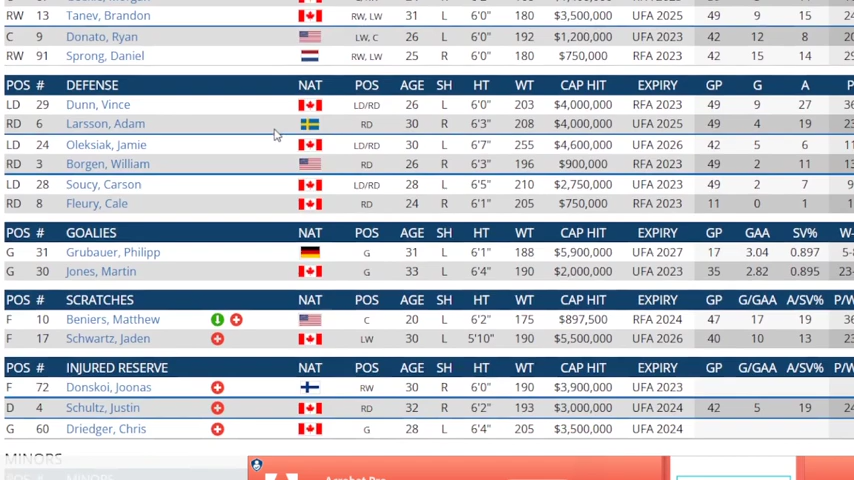 RW 13 Tanev, Brandon RW, LW 31 L 6'0" 180 $3,500,000 UFA 2025 49 9 15
C 9 Donato, Ryan LW, C 26 L 6'0" 192 $1,200,000 UFA 2023 42 12 8
RW 91 Sprong, Daniel RW 25 R 6'0" 180 $750,000 RFA 2023 42 15 14
POS # DEFENSE NAT POS AGE SH HT WT CAP HIT EXPIRY GP G A
LD 29 Dunn, Vince LD/RD 26 L 6'0" 203 $4,000,000 RFA 2023 49 9 27
RD 6 Larsson, Adam RD 30 R 6'3" 208 $4,000,000 UFA 2025 49 4 19
LD 24 Oleksiak, Jamie LD 30 L 6'7" 255 $4,600,000 UFA 2026 42 5 6
RD 3 Borgen, William RD 26 R 6'3" 196 $900,000 RFA 2023 49 2 11
LD 28 Soucy, Carson LD/RD 28 L 6'5" 210 $2,750,000 UFA 2023 49 2 7
RD 8 Fleury, Cale RD 24 R 6'1" 205 $750,000 RFA 2023 11 0 1
POS # GOALIES NAT POS AGE SH HT WT CAP HIT EXPIRY GP GAA SV% W-
G 31 Grubauer, Philipp G 31 L 6'1" 188 $5,900,000 UFA 2027 17 3.04 0.897 5-
G 30 Jones, Martin G 33 L 6'4" 190 $2,000,000 UFA 2023 35 2.82 0.895 23-
POS # SCRATCHES NAT POS AGE SH HT WT CAP HIT EXPIRY GP G/GAA A/SV% P/W
F 10 Beniers, Matthew C 20 L 6'2" 175 $897,500 RFA 2024 47 17 19 36
F 17 Schwartz, Jaden LW 30 L 5'10" 190 $5,500,000 UFA 2026 40 10 13 23
POS # INJURED RESERVE NAT POS AGE SH HT WT CAP HIT EXPIRY GP G/GAA A/SV% P/W
F 72 Donskoi, Joonas RW 30 R 6'0" 190 $3,900,000 UFA 2023
D 4 Schultz, Justin RD 32 R 6'2" 193 $3,000,000 UFA 2024 42 5 19
G 60 Driedger, Chris G 28 L 6'4" 205 $3,500,000 UFA 2024
MINORS
POS # MINORS
Acrobat Pro